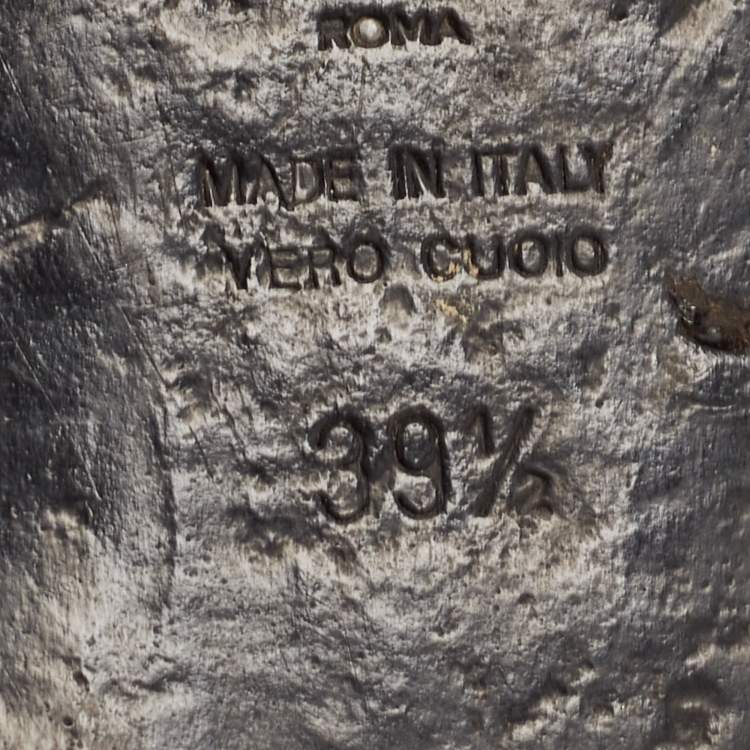 ROMA
MADE IN ITALY
VERO CUOIO
39½